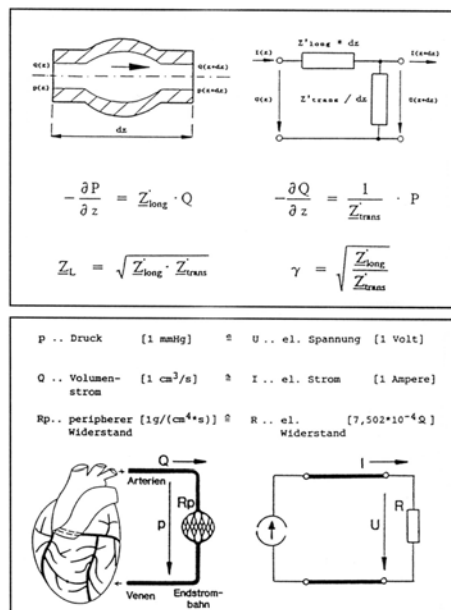 Z'long * dz
I(z)
I(z+dz)
q(z)
Q(z+dz)
p(z)
p(z+dz)
U(z)
Z'trans / dz
U(z+dz)
dz
- ∂P/∂z = Z'long · Q
- ∂Q/∂z = 1/Z'trans · P
ZL = √(Z'long · Z'trans)
γ = √(Z'long/Z'trans)
p .. Druck [1 mmHg] ≙ U .. el. Spannung [1 Volt]
Q .. Volumen- [1 cm³/s] ≙ I .. el. Strom [1 Ampere]
strom
Rp.. peripherer [1g/(cm⁴*s)] ≙ R .. el. [7,502*10⁻⁴Ω]
Widerstand Widerstand
Q
I
Arterien
Rp
R
p
U
Venen
Endstrom-
bahn